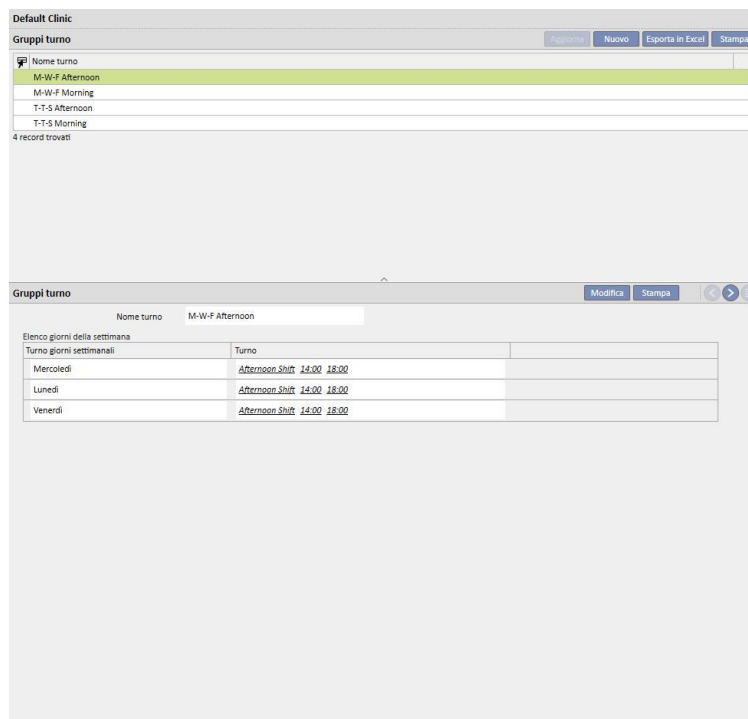 Default Clinic
Gruppi turno Aggiorna Nuovo Esporta in Excel Stampa
Nome turno
M-W-F Afternoon
M-W-F Morning
T-T-S Afternoon
T-T-S Morning
4 record trovati
Gruppi turno Modifica Stampa
Nome turno M-W-F Afternoon
Elenco giorni della settimana
Turno giorni settimanali Turno
Mercoledì Afternoon Shift 14:00 18:00
Lunedì Afternoon Shift 14:00 18:00
Venerdì Afternoon Shift 14:00 18:00